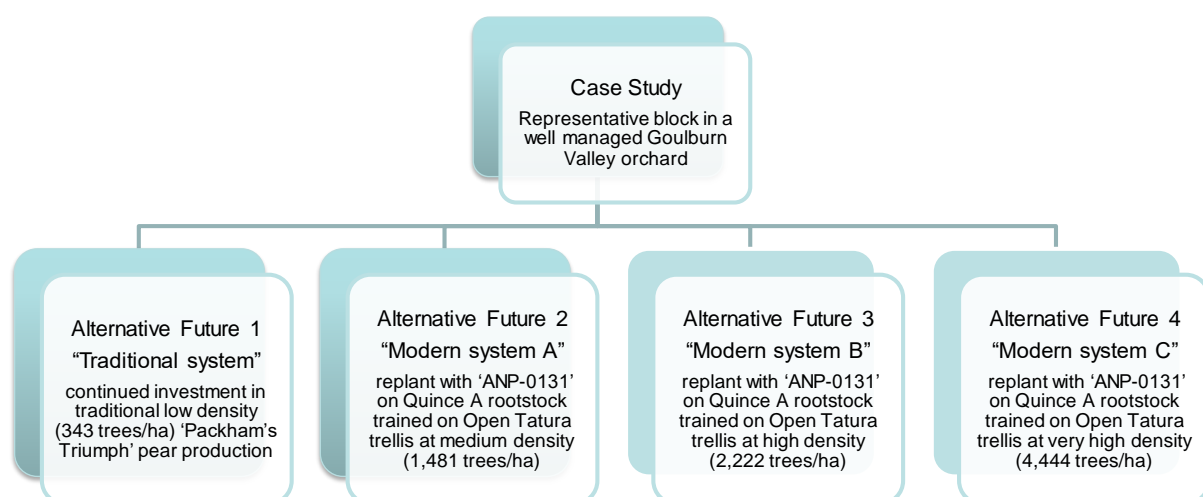 Case Study
Representative block in a
well managed Goulburn
Valley orchard
Alternative Future 1
“Traditional system”
continued investment in
traditional low density
(343 trees/ha) ‘Packham’s
Triumph’ pear production
Alternative Future 2
“Modern system A”
replant with ‘ANP-0131’
on Quince A rootstock
trained on Open Tatura
trellis at medium density
(1,481 trees/ha)
Alternative Future 3
“Modern system B”
replant with ‘ANP-0131’
on Quince A rootstock
trained on Open Tatura
trellis at high density
(2,222 trees/ha)
Alternative Future 4
“Modern system C”
replant with ‘ANP-0131’
on Quince A rootstock
trained on Open Tatura
trellis at very high density
(4,444 trees/ha)